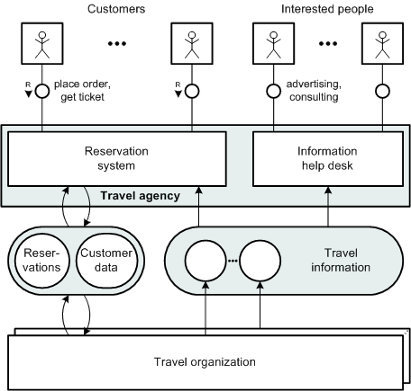 Customers
Interested people
R
place order,
get ticket
R
advertising,
consulting
Reservation
system
Information
help desk
Travel agency
Reser-
vations
Customer
data
Travel
information
Travel organization